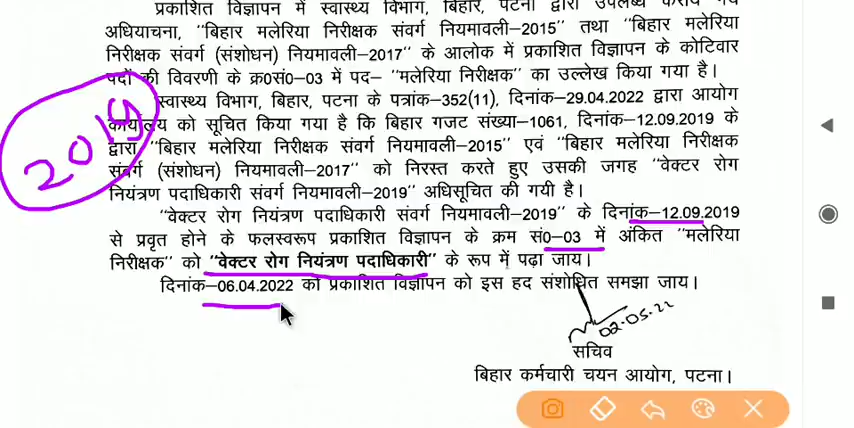 प्रकाशित विज्ञापन में स्वास्थ्य विभाग, बिहार, पटना द्वारा उपलब्ध कराये गये
अधियाचना, "बिहार मलेरिया निरीक्षक संवर्ग नियमावली–2015" तथा "बिहार मलेरिया
निरीक्षक संवर्ग (संशोधन) नियमावली–2017" के आलोक में प्रकाशित विज्ञापन के कोटिवार
पदों की विवरणी के क्र0सं0–03 में पद– "मलेरिया निरीक्षक" का उल्लेख किया गया है।
स्वास्थ्य विभाग, बिहार, पटना के पत्रांक–352(11), दिनांक–29.04.2022 द्वारा आयोग
कार्यालय को सूचित किया गया है कि बिहार गजट संख्या–1061, दिनांक–12.09.2019 के
द्वारा "बिहार मलेरिया निरीक्षक संवर्ग नियमावली–2015" एवं "बिहार मलेरिया निरीक्षक
संवर्ग (संशोधन) नियमावली–2017" को निरस्त करते हुए उसकी जगह "वेक्टर रोग
नियंत्रण पदाधिकारी संवर्ग नियमावली–2019" अधिसूचित की गयी है।
2019
"वेक्टर रोग नियंत्रण पदाधिकारी संवर्ग नियमावली–2019" के दिनांक–12.09.2019
से प्रवृत होने के फलस्वरूप प्रकाशित विज्ञापन के क्रम सं0–03 में अंकित "मलेरिया
निरीक्षक" को "वेक्टर रोग नियंत्रण पदाधिकारी" के रूप में पढ़ा जाय।
दिनांक–06.04.2022 को प्रकाशित विज्ञापन को इस हद संशोधित समझा जाय।
02.05.22
सचिव
बिहार कर्मचारी चयन आयोग, पटना।